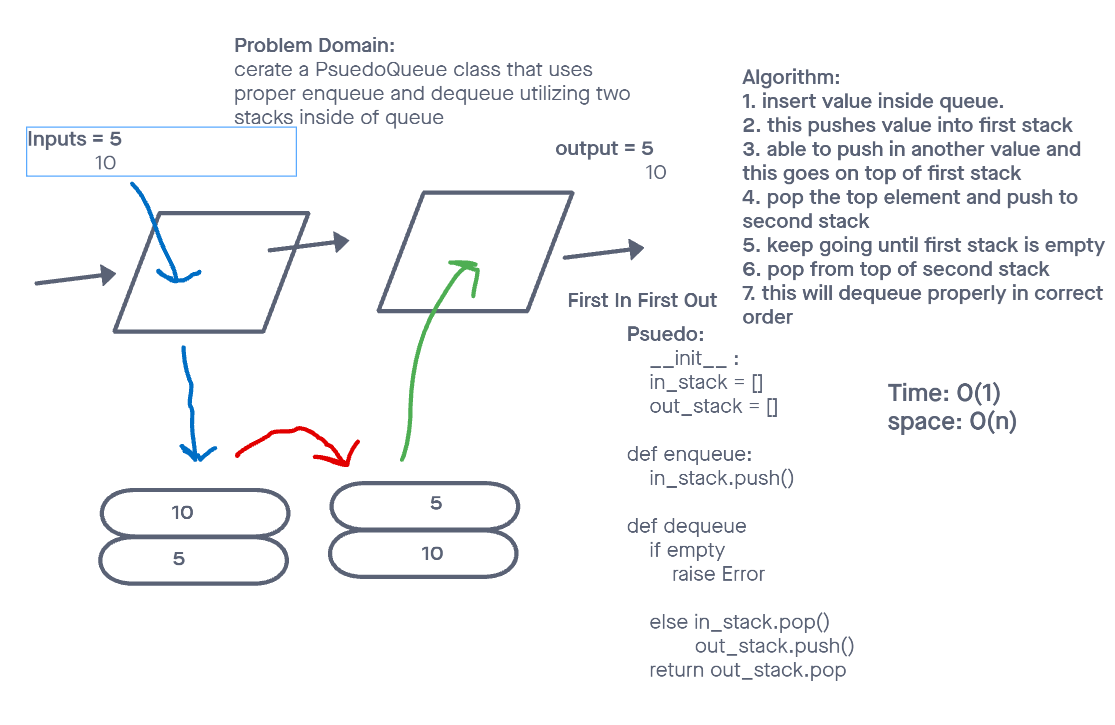 Problem Domain:
cerate a PsuedoQueue class that uses
proper enqueue and dequeue utilizing two
stacks inside of queue
Inputs = 5
10
output = 5
10
Algorithm:
1. insert value inside queue.
2. this pushes value into first stack
3. able to push in another value and
this goes on top of first stack
4. pop the top element and push to
second stack
5. keep going until first stack is empty
6. pop from top of second stack
7. this will dequeue properly in correct
order
First In First Out
Psuedo:
__init__ :
in_stack = []
out_stack = []
def enqueue:
in_stack.push()
def dequeue
if empty
raise Error
else in_stack.pop()
out_stack.push()
return out_stack.pop
Time: O(1)
space: O(n)
10
5
5
10